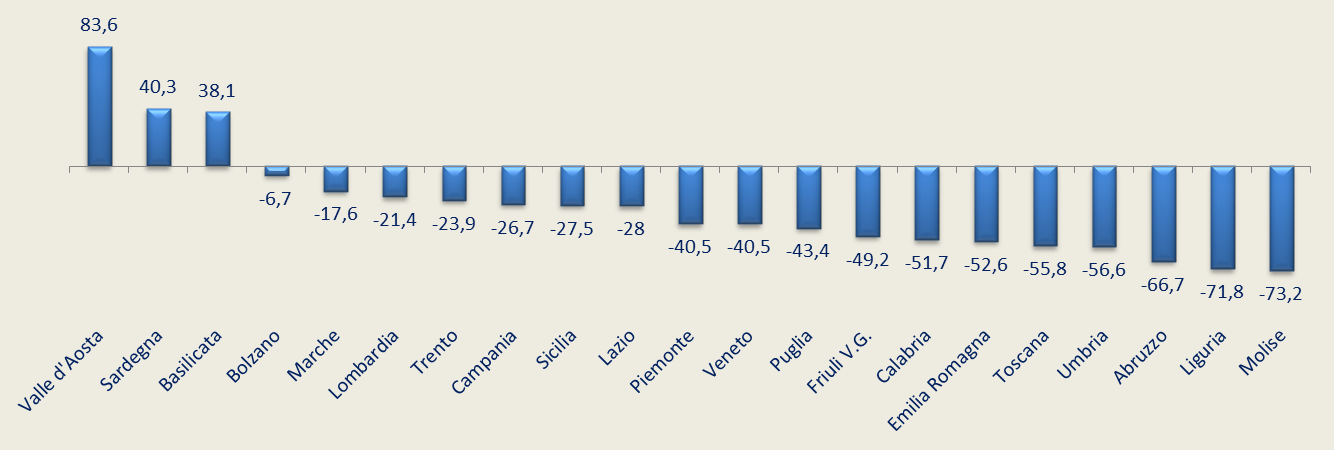 83,6
40,3
38,1
-6,7
-17,6
-21,4
-23,9
-26,7
-27,5
-28
-40,5
-40,5
-43,4
-49,2
-51,7
-52,6
-55,8
-56,6
-66,7
-71,8
-73,2
Valle d'Aosta
Sardegna
Basilicata
Bolzano
Marche
Lombardia
Trento
Campania
Sicilia
Lazio
Piemonte
Veneto
Puglia
Friuli V.G.
Calabria
Emilia Romagna
Toscana
Umbria
Abruzzo
Liguria
Molise